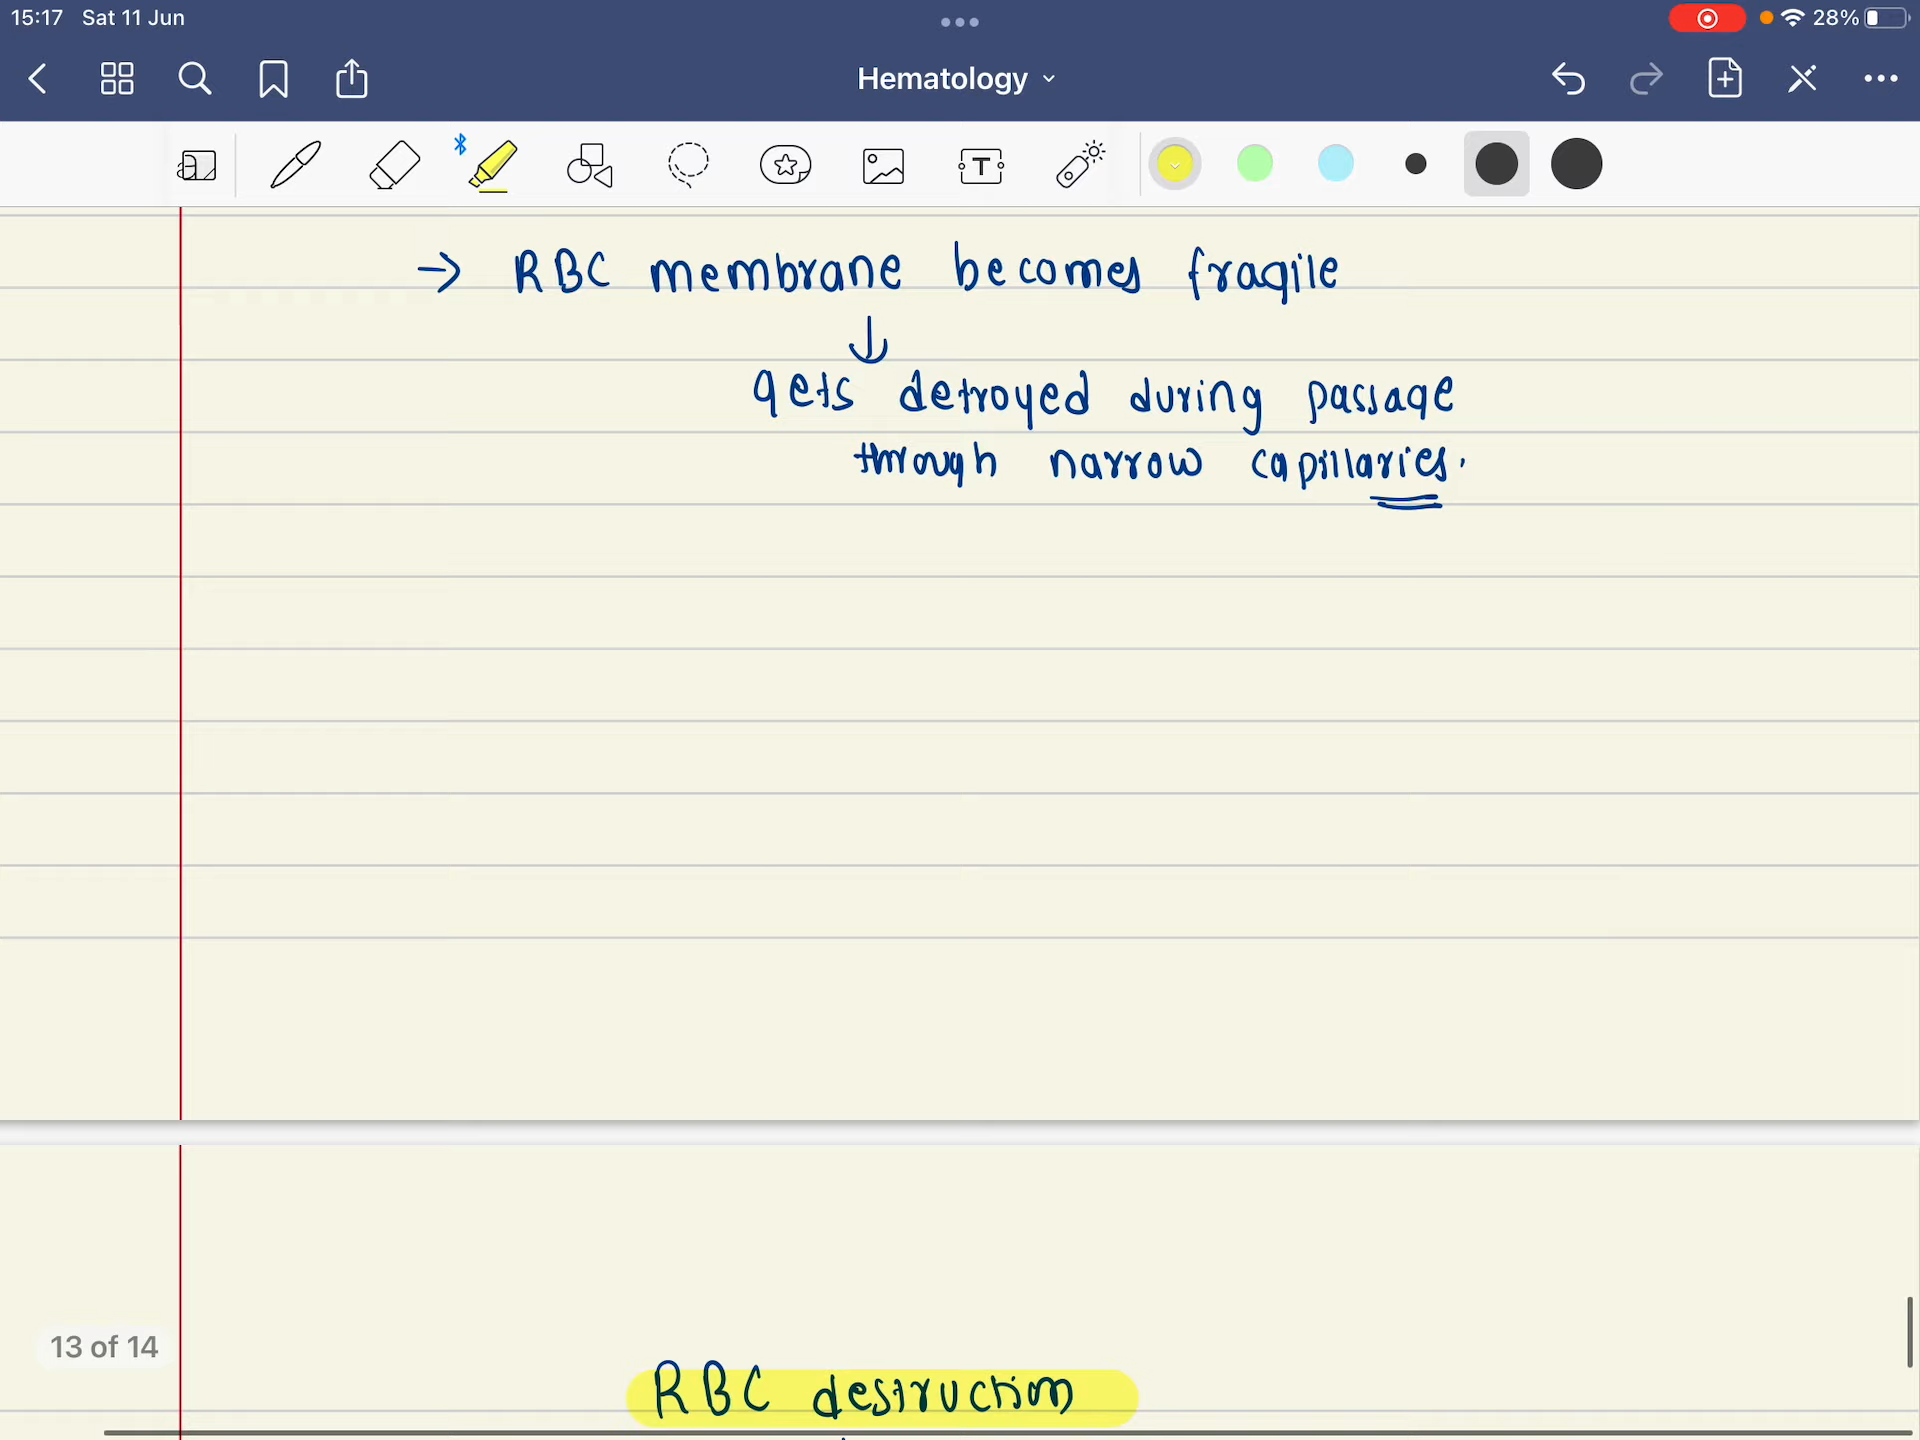 15:17 Sat 11 Jun
28%
Hematology
T
→ RBC membrane becomes fragile
↓
gets detroyed during passage
through narrow capillaries.
13 of 14
RBC destruction